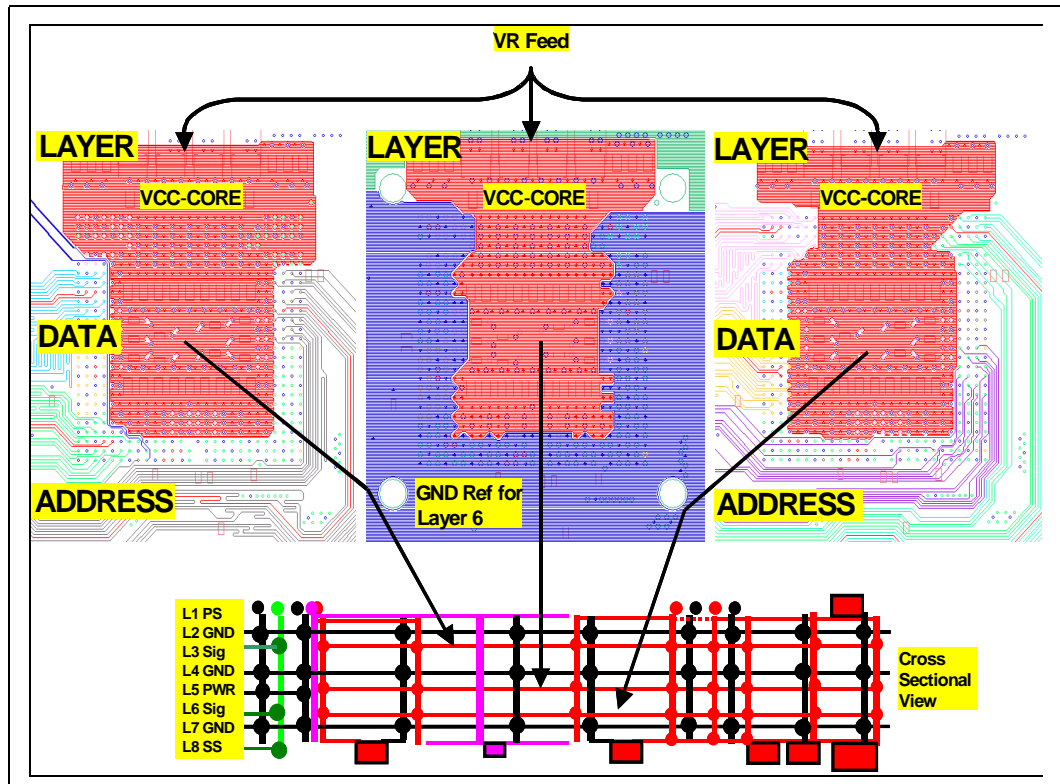 VR Feed
LAYER
LAYER
LAYER
VCC-CORE
VCC-CORE
VCC-CORE
DATA
DATA
ADDRESS
GND Ref for
Layer 6
ADDRESS
L1 PS
L2 GND
L3 Sig
L4 GND
L5 PWR
L6 Sig
L7 GND
L8 SS
Cross
Sectional
View